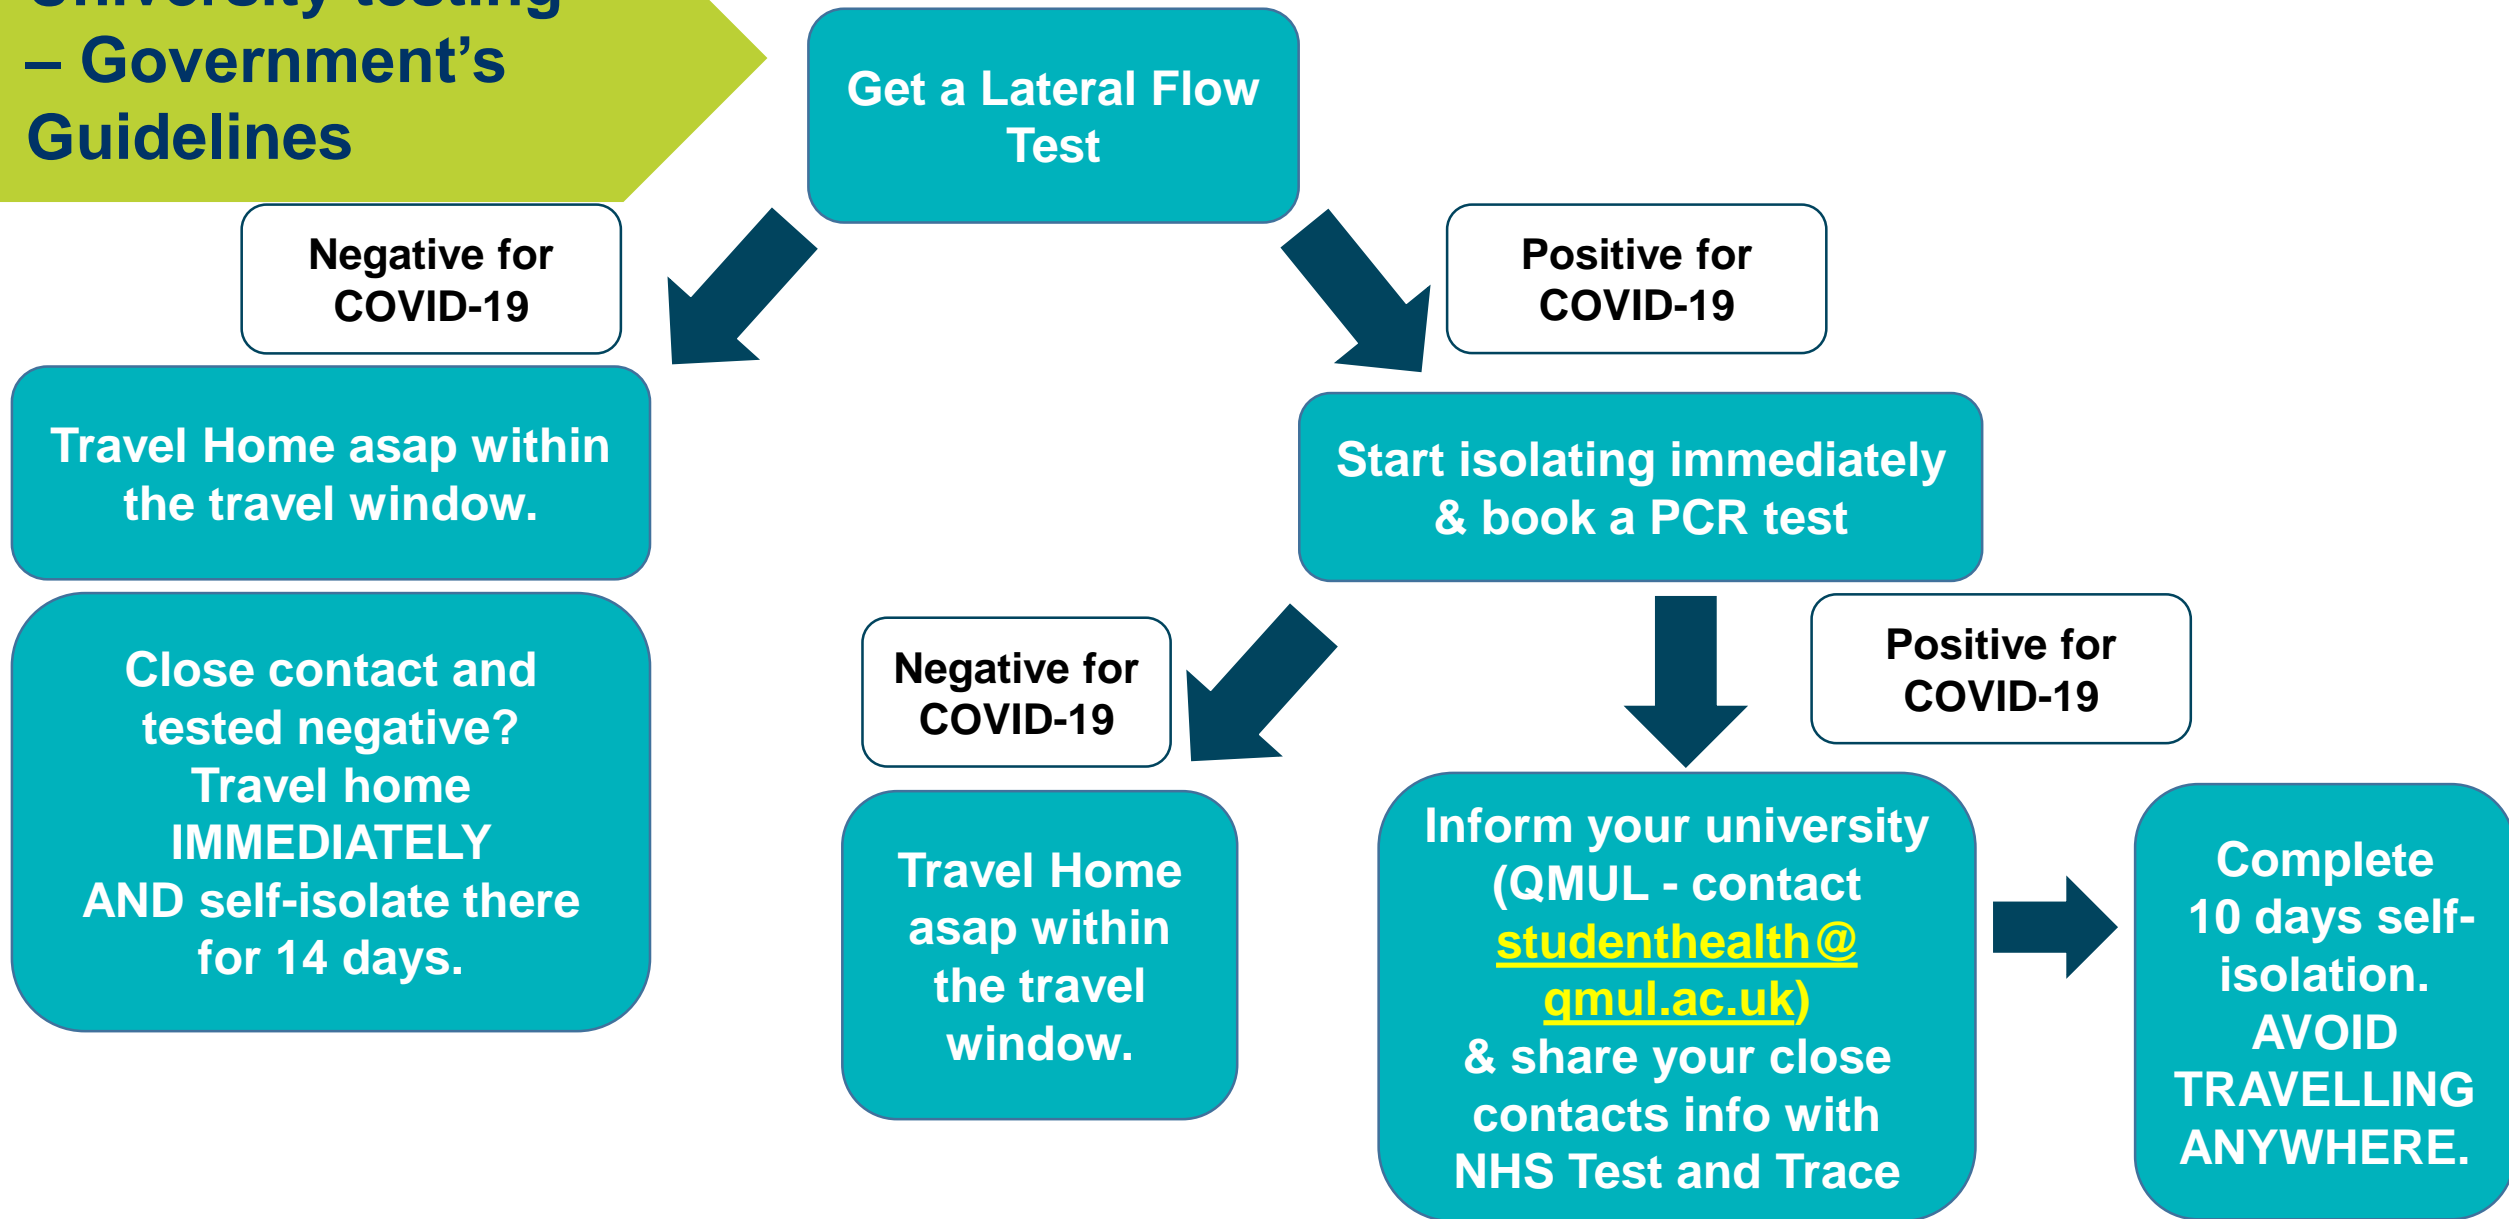 University testing
– Government’s
Guidelines
Get a Lateral Flow
Test
Negative for
COVID-19
Positive for
COVID-19
Travel Home asap within
the travel window.
Start isolating immediately
& book a PCR test
Close contact and
tested negative?
Travel home
IMMEDIATELY
AND self-isolate there
for 14 days.
Negative for
COVID-19
Positive for
COVID-19
Travel Home
asap within
the travel
window.
Inform your university
(QMUL - contact
studenthealth@
qmul.ac.uk)
& share your close
contacts info with
NHS Test and Trace
Complete
10 days self-
isolation.
AVOID
TRAVELLING
ANYWHERE.